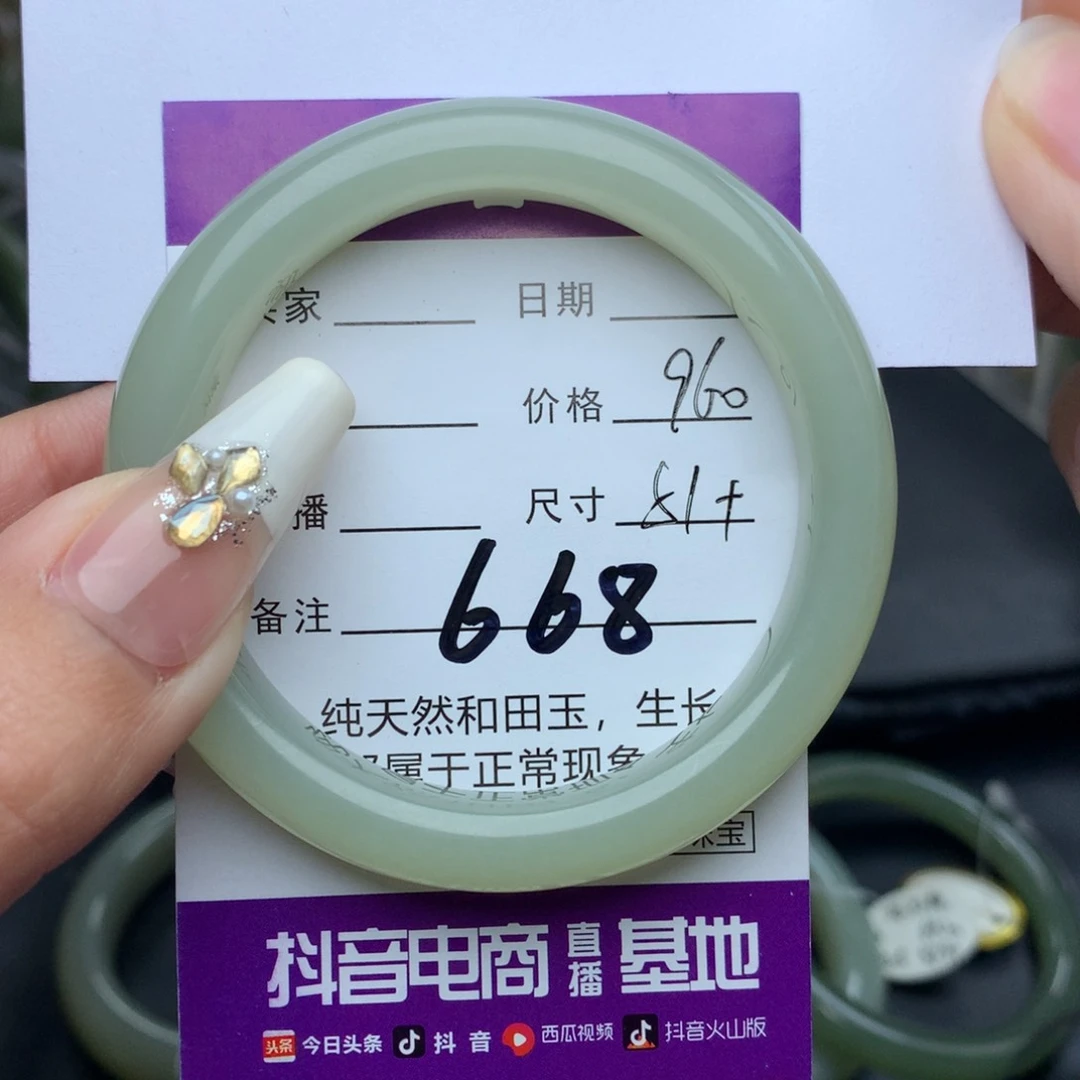 家 日期
价格 960
播 尺寸
备注 668
纯天然和田玉，生长
属于正常现象
宝
抖音电商 直播 基地
头条 今日头条 抖音 西瓜视频 抖音火山版